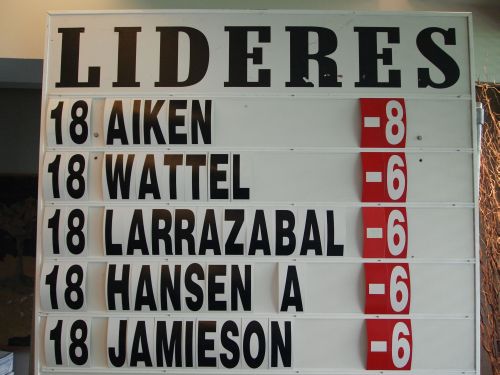 LIDERES
18 AIKEN -8
18 WATTEL -6
18 LARRAZABAL -6
18 HANSEN A -6
18 JAMIESON -6